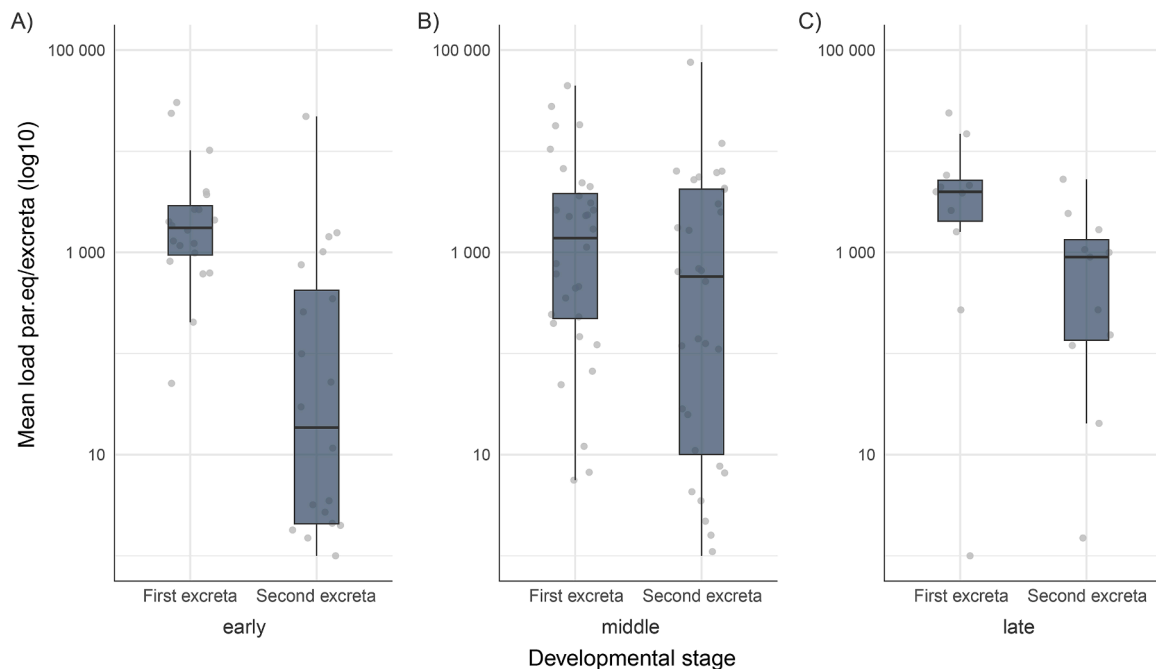 A)
B)
C)
Mean load par.eq/excreta (log10)
100 000
1 000
10
100 000
1 000
10
100 000
1 000
10
First excreta Second excreta
First excreta Second excreta
First excreta Second excreta
early
middle
late
Developmental stage